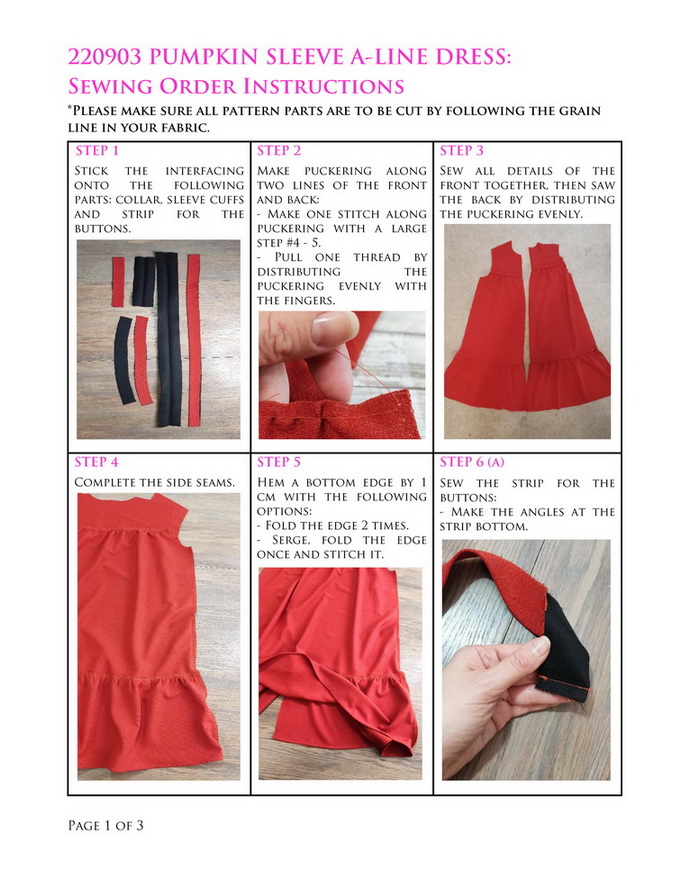 220903 PUMPKIN SLEEVE A-LINE DRESS:
SEWING ORDER INSTRUCTIONS
*PLEASE MAKE SURE ALL PATTERN PARTS ARE TO BE CUT BY FOLLOWING THE GRAIN
LINE IN YOUR FABRIC.
STEP 1
STICK THE INTERFACING
ONTO THE FOLLOWING
PARTS: COLLAR, SLEEVE CUFFS
AND STRIP FOR THE
BUTTONS.
STEP 2
MAKE PUCKERING ALONG
TWO LINES OF THE FRONT
AND BACK:
- MAKE ONE STITCH ALONG
PUCKERING WITH A LARGE
STEP #4 - 5.
- PULL ONE THREAD BY
DISTRIBUTING THE
PUCKERING EVENLY WITH
THE FINGERS.
STEP 3
SEW ALL DETAILS OF THE
FRONT TOGETHER, THEN SAW
THE BACK BY DISTRIBUTING
THE PUCKERING EVENLY.
STEP 4
COMPLETE THE SIDE SEAMS.
STEP 5
HEM A BOTTOM EDGE BY 1
CM WITH THE FOLLOWING
OPTIONS:
- FOLD THE EDGE 2 TIMES.
- SERGE, FOLD THE EDGE
ONCE AND STITCH IT.
STEP 6 (A)
SEW THE STRIP FOR THE
BUTTONS:
- MAKE THE ANGLES AT THE
STRIP BOTTOM.
PAGE 1 OF 3